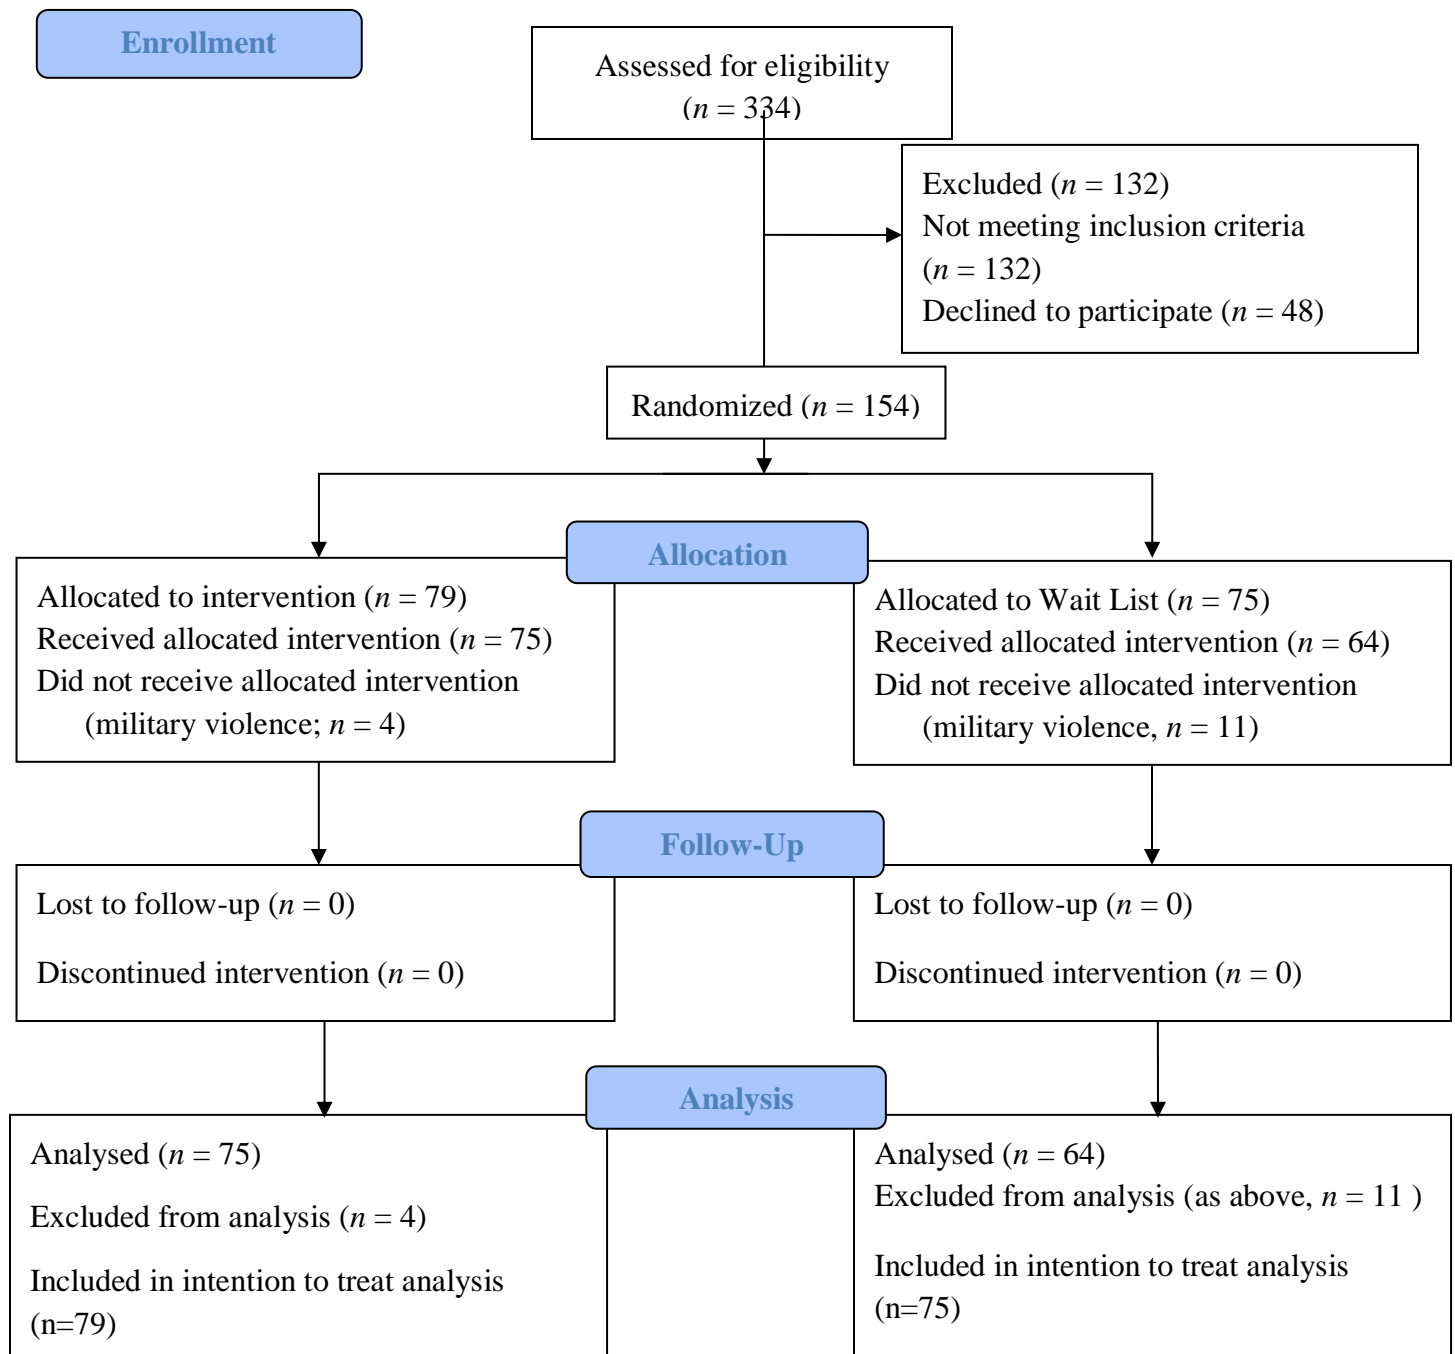 Enrollment
Assessed for eligibility
(n = 334)
Excluded (n = 132)
Not meeting inclusion criteria
(n = 132)
Declined to participate (n = 48)
Randomized (n = 154)
Allocation
Allocated to intervention (n = 79)
Received allocated intervention (n = 75)
Did not receive allocated intervention
(military violence; n = 4)
Allocated to Wait List (n = 75)
Received allocated intervention (n = 64)
Did not receive allocated intervention
(military violence, n = 11)
Follow-Up
Lost to follow-up (n = 0)
Discontinued intervention (n = 0)
Lost to follow-up (n = 0)
Discontinued intervention (n = 0)
Analysis
Analysed (n = 75)
Excluded from analysis (n = 4)
Included in intention to treat analysis
(n=79)
Analysed (n = 64)
Excluded from analysis (as above, n = 11 )
Included in intention to treat analysis
(n=75)